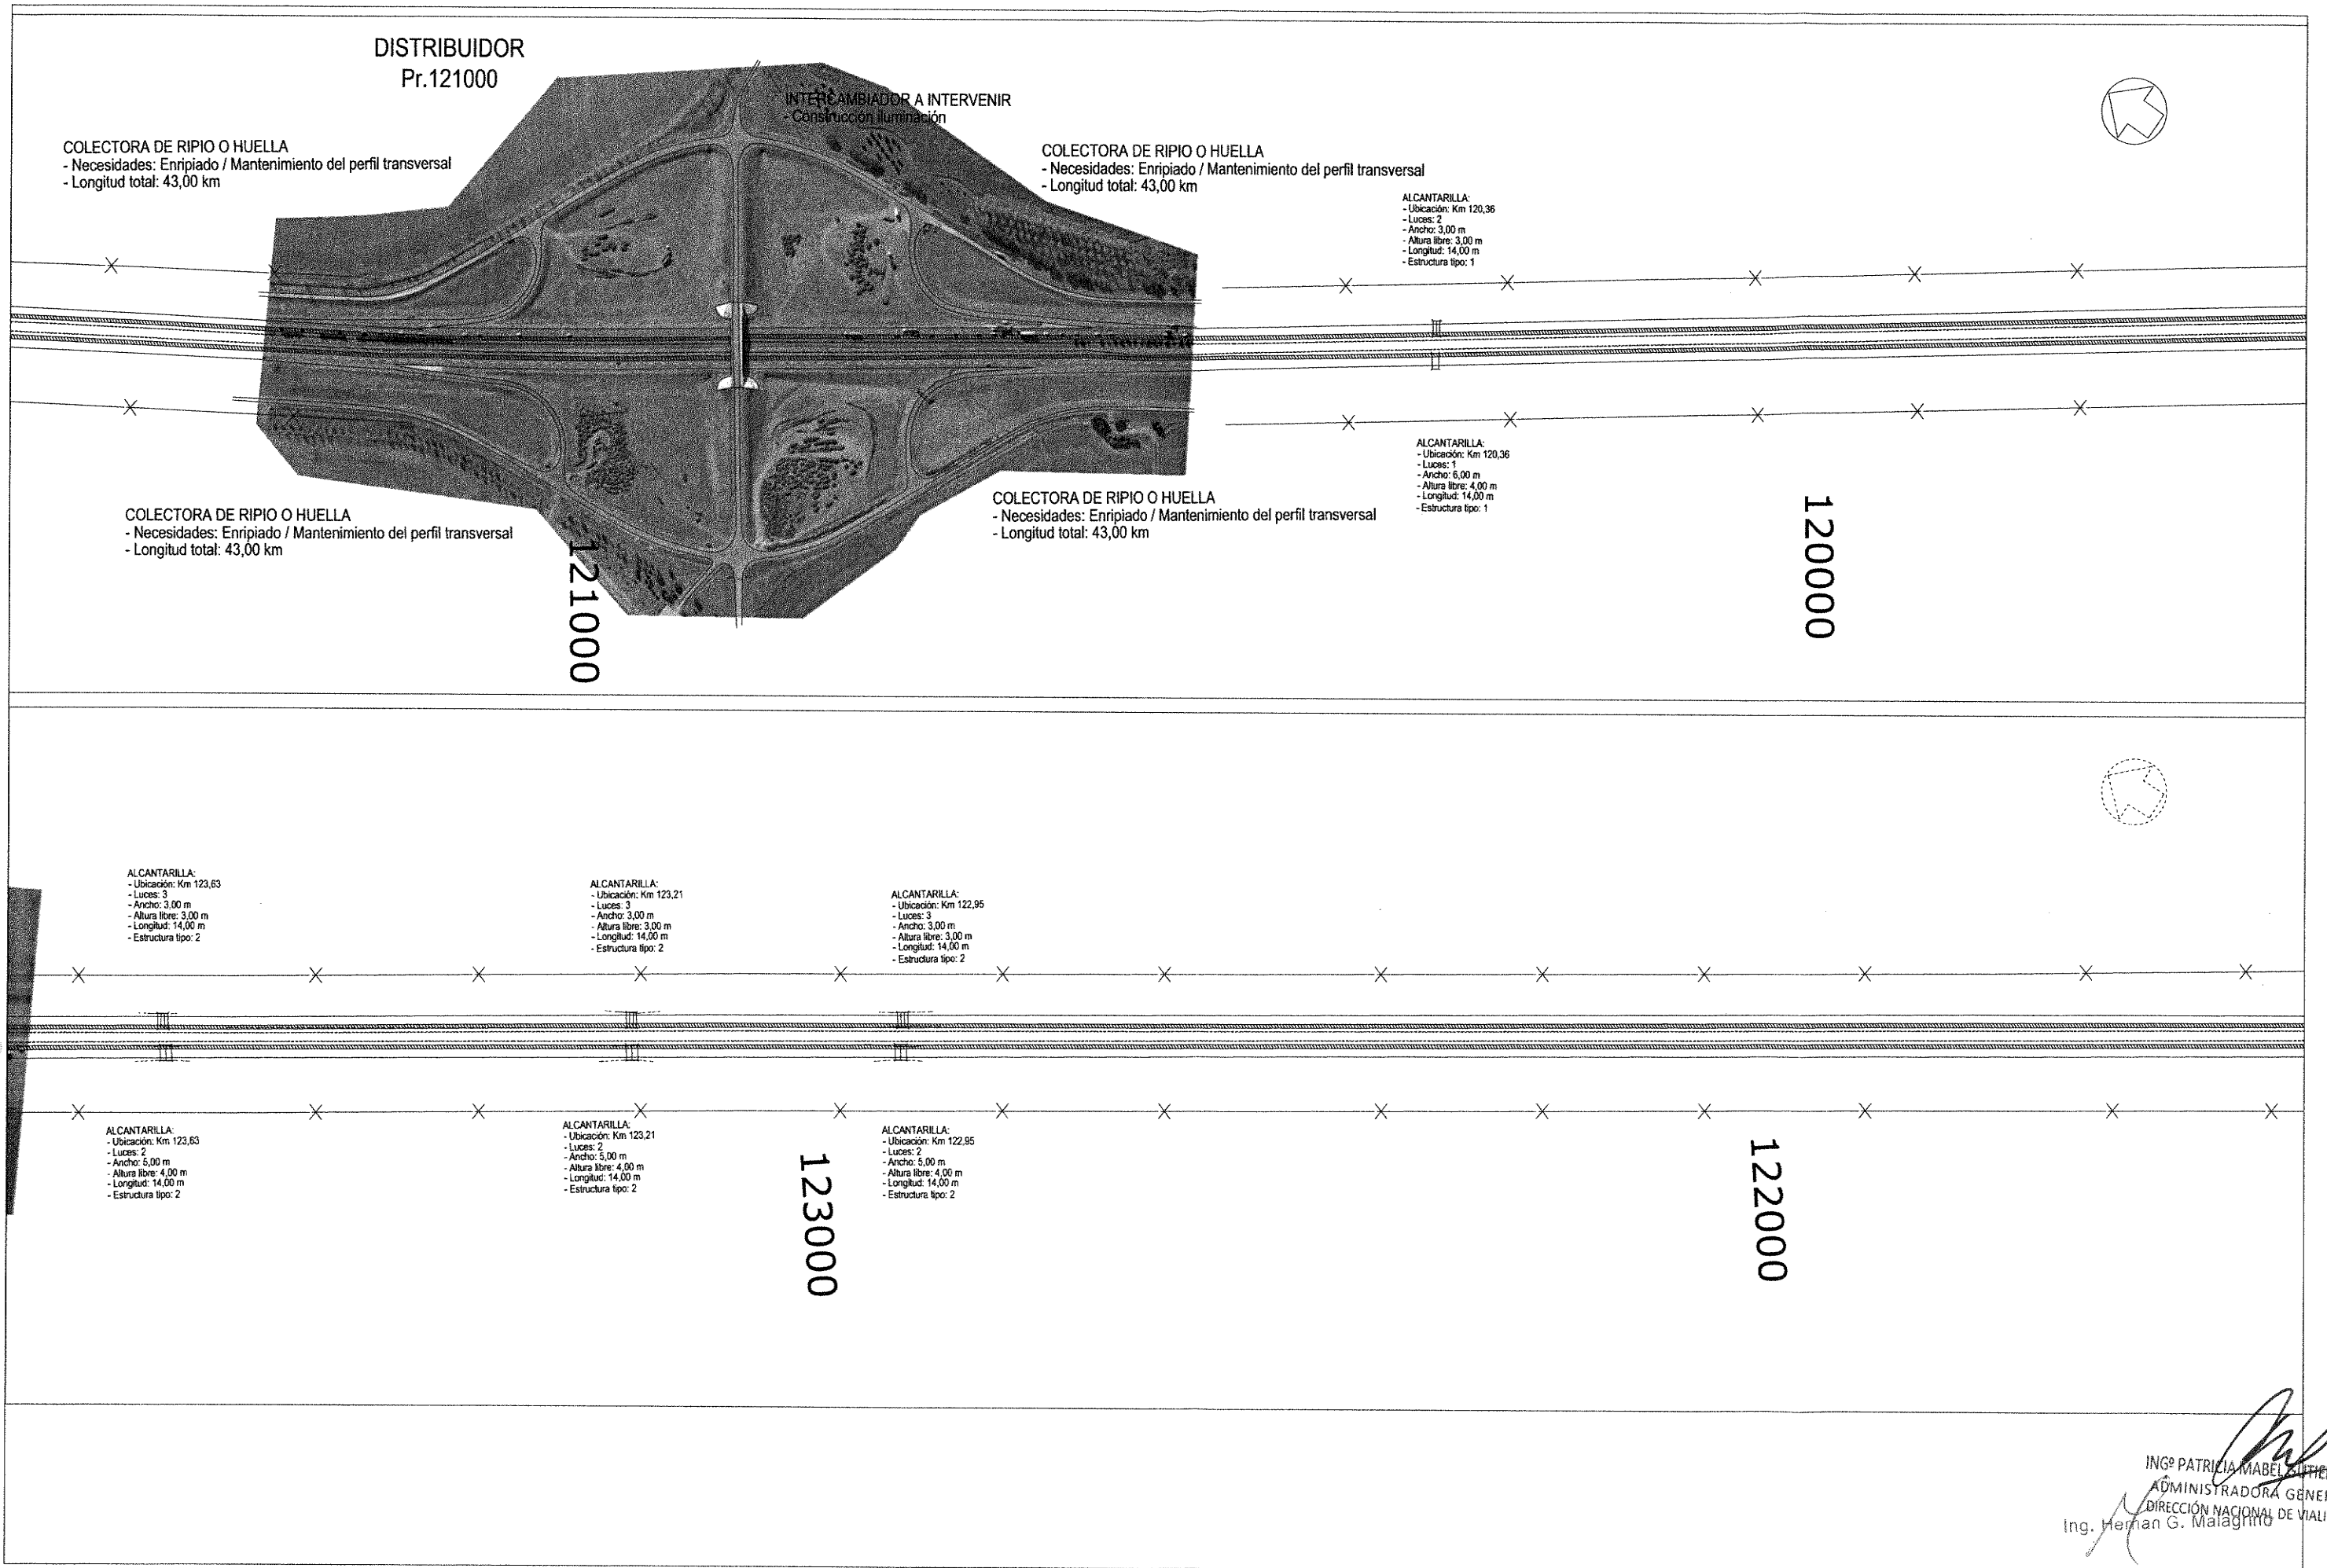 DISTRIBUIDOR
Pr.121000
INTERCAMBIADOR A INTERVENIR
- Construcción iluminación
COLECTORA DE RIPIO O HUELLA
- Necesidades: Enripiado / Mantenimiento del perfil transversal
- Longitud total: 43,00 km
COLECTORA DE RIPIO O HUELLA
- Necesidades: Enripiado / Mantenimiento del perfil transversal
- Longitud total: 43,00 km
ALCANTARILLA:
- Ubicación: Km 120,36
- Luces: 2
- Ancho: 3,00 m
- Altura libre: 3,00 m
- Longitud: 14,00 m
- Estructura tipo: 1
ALCANTARILLA:
- Ubicación: Km 120,36
- Luces: 1
- Ancho: 6,00 m
- Altura libre: 4,00 m
- Longitud: 14,00 m
- Estructura tipo: 1
COLECTORA DE RIPIO O HUELLA
- Necesidades: Enripiado / Mantenimiento del perfil transversal
- Longitud total: 43,00 km
COLECTORA DE RIPIO O HUELLA
- Necesidades: Enripiado / Mantenimiento del perfil transversal
- Longitud total: 43,00 km
121000
120000
ALCANTARILLA:
- Ubicación: Km 123,63
- Luces: 3
- Ancho: 3,00 m
- Altura libre: 3,00 m
- Longitud: 14,00 m
- Estructura tipo: 2
ALCANTARILLA:
- Ubicación: Km 123,21
- Luces: 3
- Ancho: 3,00 m
- Altura libre: 3,00 m
- Longitud: 14,00 m
- Estructura tipo: 2
ALCANTARILLA:
- Ubicación: Km 122,95
- Luces: 3
- Ancho: 3,00 m
- Altura libre: 3,00 m
- Longitud: 14,00 m
- Estructura tipo: 2
ALCANTARILLA:
- Ubicación: Km 123,63
- Luces: 2
- Ancho: 5,00 m
- Altura libre: 4,00 m
- Longitud: 14,00 m
- Estructura tipo: 2
ALCANTARILLA:
- Ubicación: Km 123,21
- Luces: 2
- Ancho: 5,00 m
- Altura libre: 4,00 m
- Longitud: 14,00 m
- Estructura tipo: 2
ALCANTARILLA:
- Ubicación: Km 122,95
- Luces: 2
- Ancho: 5,00 m
- Altura libre: 4,00 m
- Longitud: 14,00 m
- Estructura tipo: 2
123000
122000
INGº PATRICIA MABEL
ADMINISTRADORA GENE
DIRECCIÓN NACIONAL DE VIALI
Ing. Hernan G. Malagrino